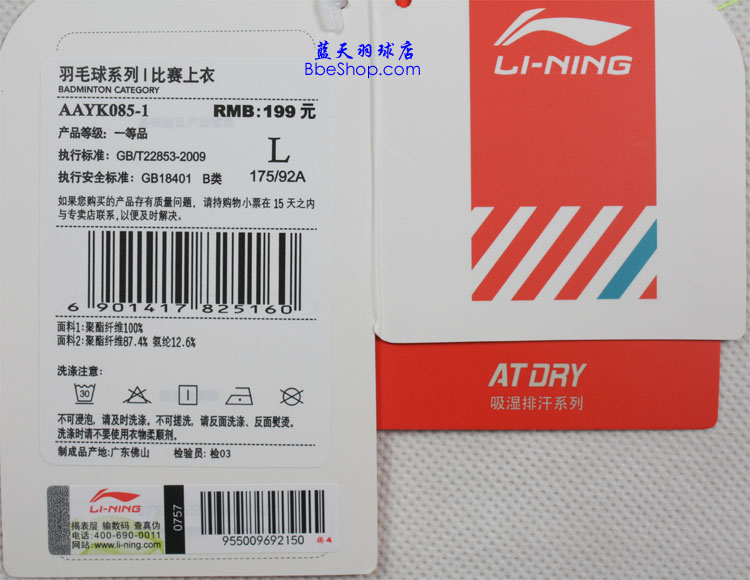 蓝天羽球店
BbeShop.com
羽毛球系列 | 比赛上衣
BADMINTON CATEGORY
AAYK085-1 RMB: 199 元
产品等级: 一等品
执行标准: GB/T22853-2009
L
执行安全标准: GB18401 B类
175/92A
如果您购买的产品存有质量问题, 请持购物小票在 15 天之内
与专卖店联系, 以便及时解决。
6 901417 825160
面料1: 聚酯纤维100%
面料2: 聚酯纤维87.4% 氨纶12.6%
洗涤注意:
30
不可浸泡, 请及时洗涤。不可搓洗, 请反面洗涤、反面熨烫。
洗涤时请不要使用衣物柔顺剂。
制成品产地: 广东佛山 检验员: 检03
LI-NING
揭表层 输数码 查真伪
电话:400-690-0011
网站:www.li-ning.com
0757
955009692150
LI-NING
AT DRY
吸湿排汗系列